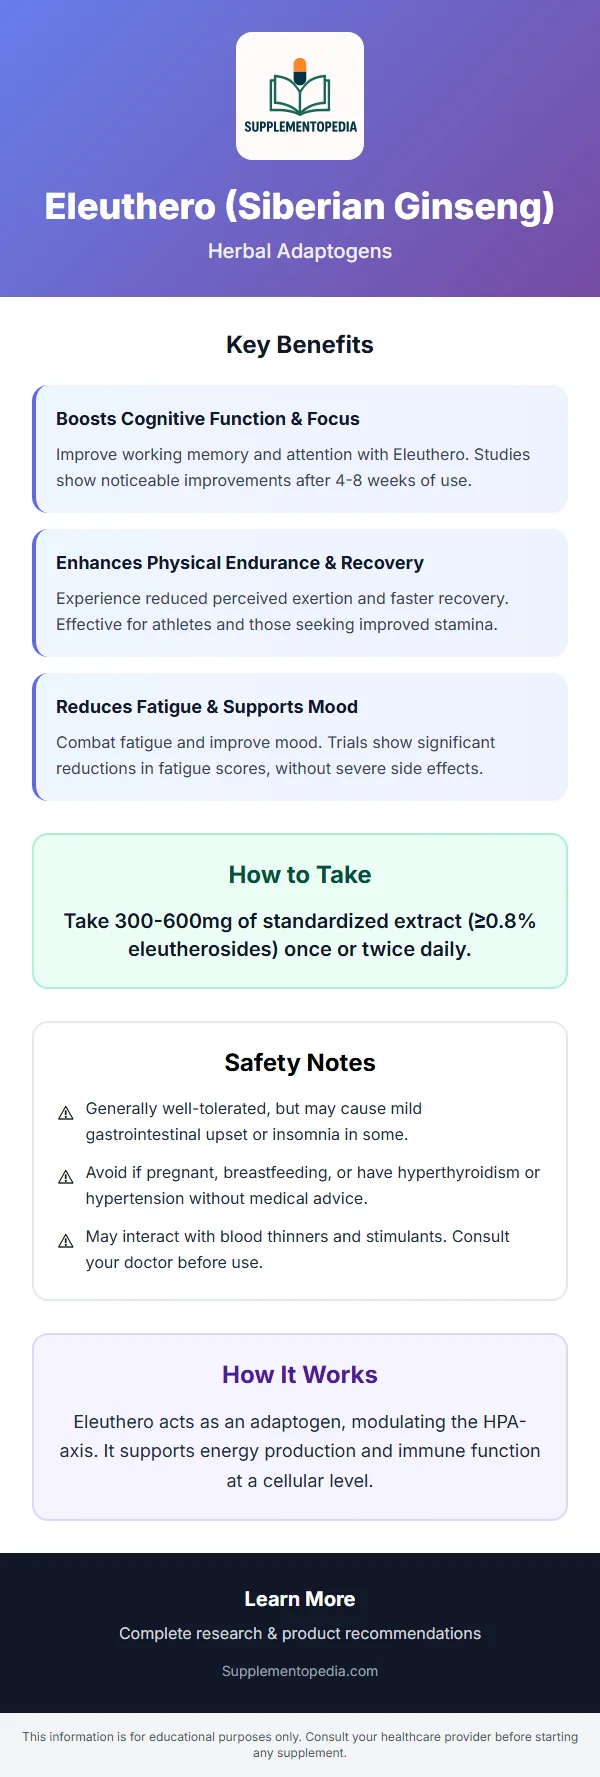 SUPPLEMENTOPEDIA
Eleuthero (Siberian Ginseng)
Herbal Adaptogens
Key Benefits
Boosts Cognitive Function & Focus
Improve working memory and attention with Eleuthero. Studies
show noticeable improvements after 4-8 weeks of use.
Enhances Physical Endurance & Recovery
Experience reduced perceived exertion and faster recovery.
Effective for athletes and those seeking improved stamina.
Reduces Fatigue & Supports Mood
Combat fatigue and improve mood. Trials show significant
reductions in fatigue scores, without severe side effects.
How to Take
Take 300-600mg of standardized extract (≥0.8%
eleutherosides) once or twice daily.
Safety Notes
⚠ Generally well-tolerated, but may cause mild
gastrointestinal upset or insomnia in some.
⚠ Avoid if pregnant, breastfeeding, or have hyperthyroidism or
hypertension without medical advice.
⚠ May interact with blood thinners and stimulants. Consult
your doctor before use.
How It Works
Eleuthero acts as an adaptogen, modulating the HPA-
axis. It supports energy production and immune function
at a cellular level.
Learn More
Complete research & product recommendations
Supplementopedia.com
This information is for educational purposes only. Consult your healthcare provider before starting
any supplement.